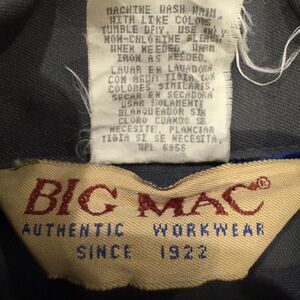 MACHINE WASH WARM,
WITH LIKE COLORS
TUMBLE DRY, USE ONLY
NON-CHLORINE BLEACH
WHEN NEEDED, WARM
IRON AS NEEDED.
LAVAR EN LAVADORA
CON AGUA TIBIA CON
COLORES SIMILARES.
SECAR EN SECADORA
USAR SOLAMENTE
BLANQUEADOR SIN
CLORO CUANDO SE
NECESITE, PLANCHAR
TIBIA SI SE NECESITA.
WPL 6956
BIG MAC®
AUTHENTIC WORKWEAR
SINCE 1922